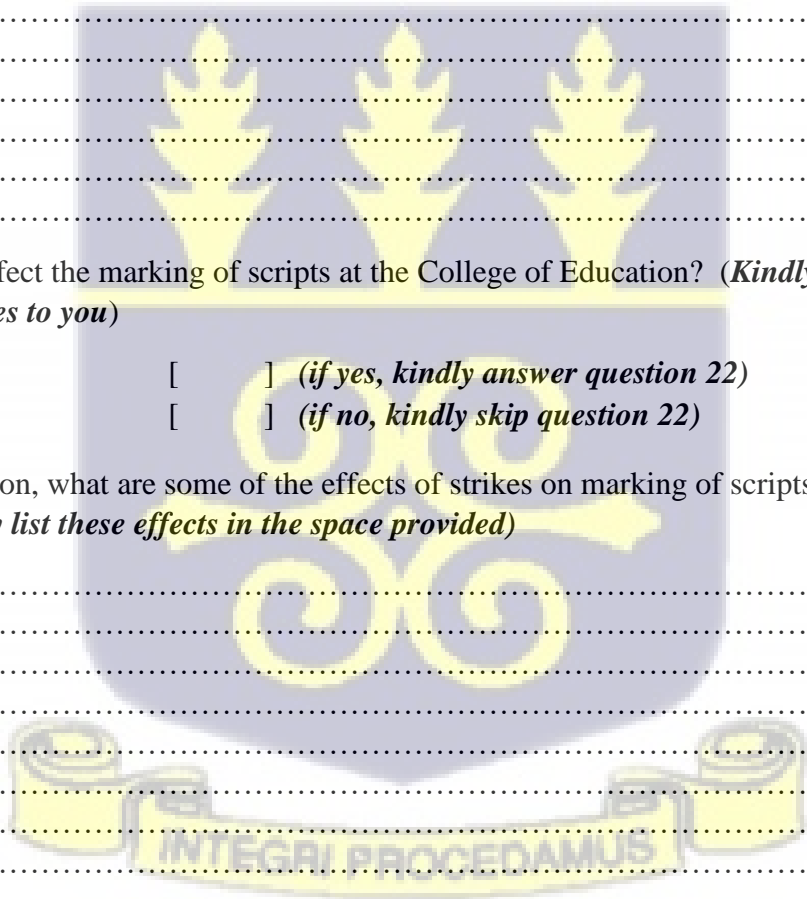 fect the marking of scripts at the College of Education? (Kindly
es to you)
[ ] (if yes, kindly answer question 22)
[ ] (if no, kindly skip question 22)
on, what are some of the effects of strikes on marking of scripts
list these effects in the space provided)
INTEGRI PROCEDAMUS